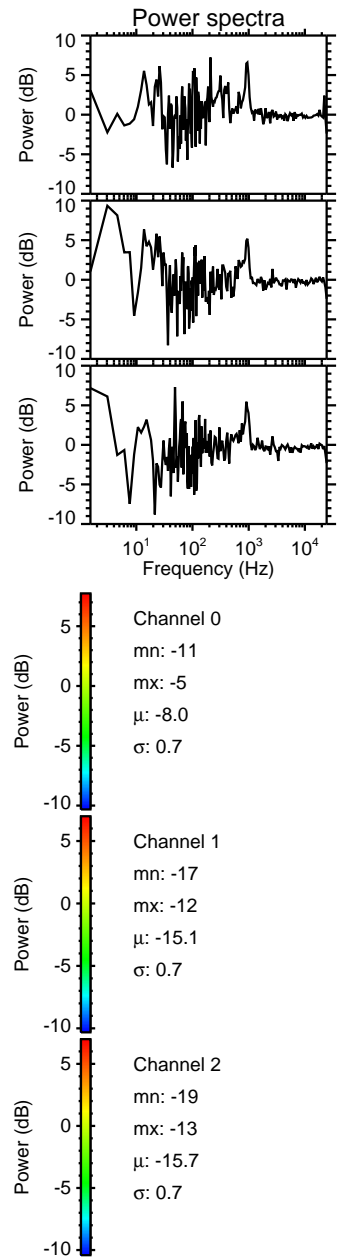 Power spectra
10
5
0
-5
-10
Power (dB)
10
5
0
-5
-10
Power (dB)
10
5
0
-5
-10
Power (dB)
10¹ 10² 10³ 10⁴
Frequency (Hz)
5
0
-5
-10
Power (dB)
Channel 0
mn: -11
mx: -5
μ: -8.0
σ: 0.7
5
0
-5
-10
Power (dB)
Channel 1
mn: -17
mx: -12
μ: -15.1
σ: 0.7
5
0
-5
-10
Power (dB)
Channel 2
mn: -19
mx: -13
μ: -15.7
σ: 0.7